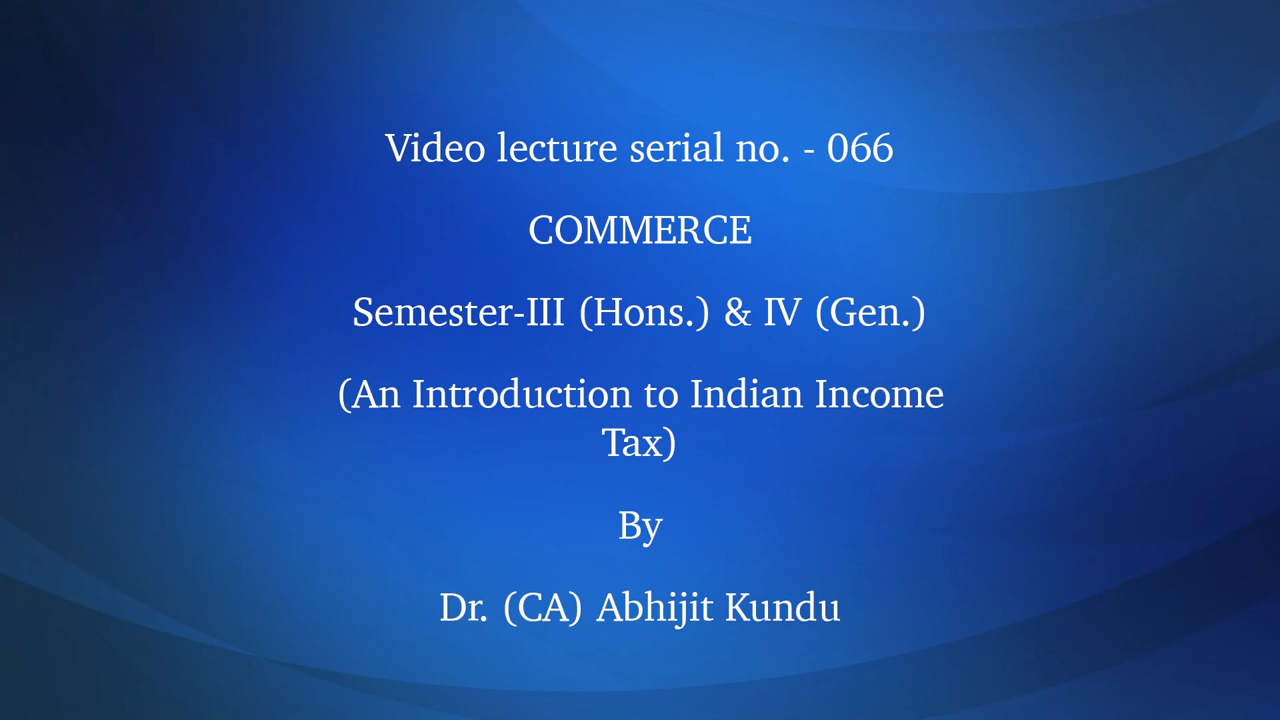 Video lecture serial no. - 066
COMMERCE
Semester-III (Hons.) & IV (Gen.)
(An Introduction to Indian Income
Tax)
By
Dr. (CA) Abhijit Kundu